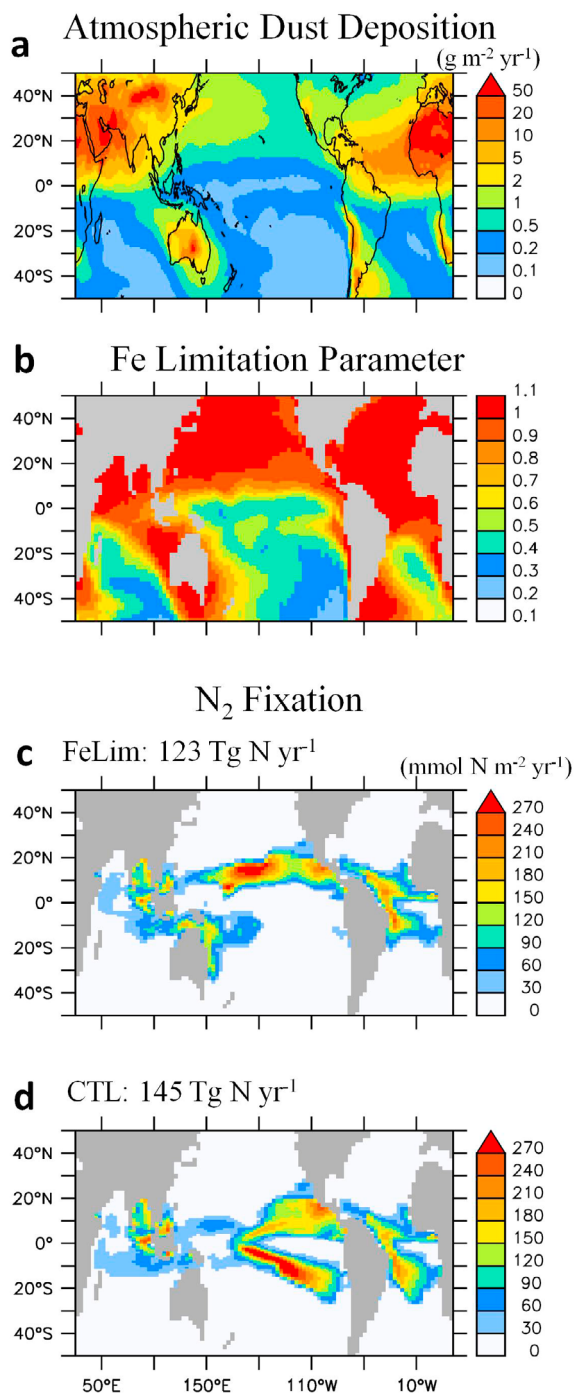 Atmospheric Dust Deposition
a
(g m⁻² yr⁻¹)
40°N
20°N
0°
20°S
40°S
50
20
10
5
2
1
0.5
0.2
0.1
0
b
Fe Limitation Parameter
40°N
20°N
0°
20°S
40°S
1.1
1
0.9
0.8
0.7
0.6
0.5
0.4
0.3
0.2
0.1
N₂ Fixation
c
FeLim: 123 Tg N yr⁻¹
(mmol N m⁻² yr⁻¹)
40°N
20°N
0°
20°S
40°S
270
240
210
180
150
120
90
60
30
0
d
CTL: 145 Tg N yr⁻¹
40°N
20°N
0°
20°S
40°S
270
240
210
180
150
120
90
60
30
0
50°E 150°E 110°W 10°W